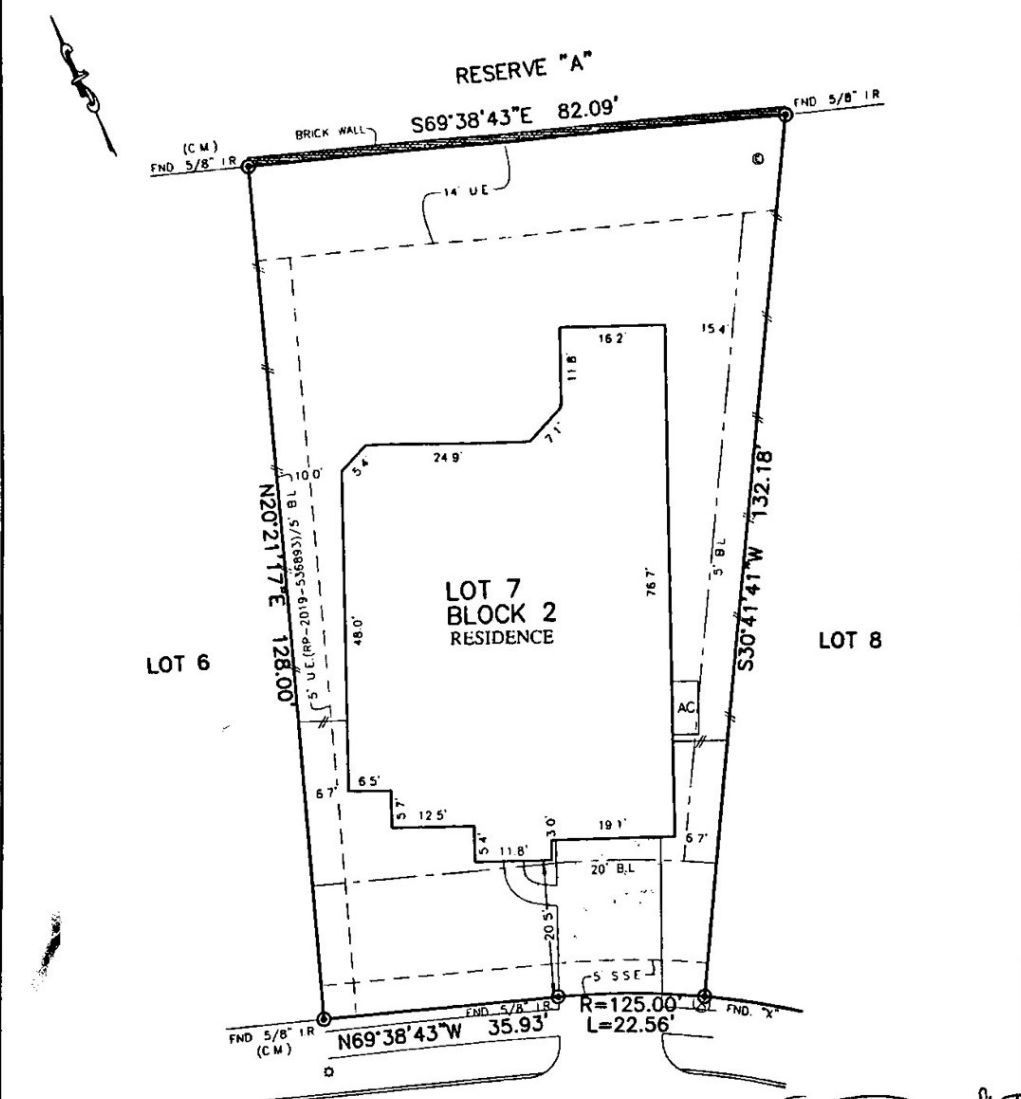 RESERVE "A"
S69°38'43"E 82.09'
FND 5/8" I R
BRICK WALL
(C M)
FND 5/8" I R
14' U E
16 2'
15 4'
11 8'
7 1'
24 9'
5 4'
10 0'
N20°21'17"E 128.00'
5' U E.(RP-2019-536893)/5' BL
48.0'
LOT 7
BLOCK 2
RESIDENCE
76 7'
5' BL
S30°41'41"W 132.18'
LOT 6
LOT 8
AC
6 5'
6 7'
5 7'
12 5'
5 4'
11.8'
3 0'
19 1'
6 7'
20' B.L
20 5'
5' S S E
FND 5/8" I R
R=125.00'
FND. "X"
FND 5/8" I R
(C M)
N69°38'43"W 35.93'
L=22.56'